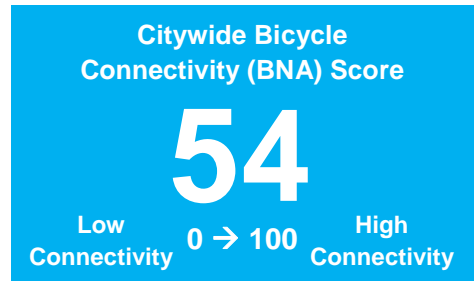 Citywide Bicycle
Connectivity (BNA) Score
54
Low
Connectivity
0 → 100
High
Connectivity